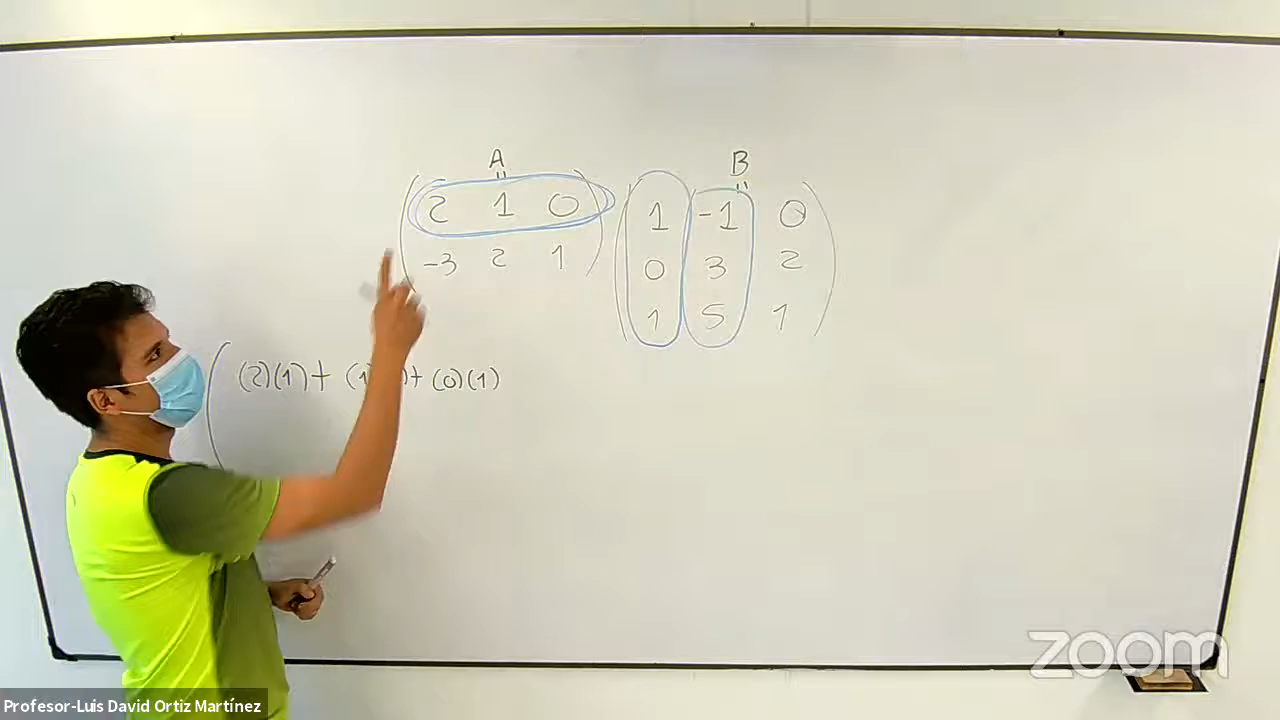 A B
2 1 0 1 -1 0
-3 2 1 0 3 2
1 5 1
(2)(1)+ (1 )+ (0)(1)
zoom
Profesor-Luis David Ortiz Martínez